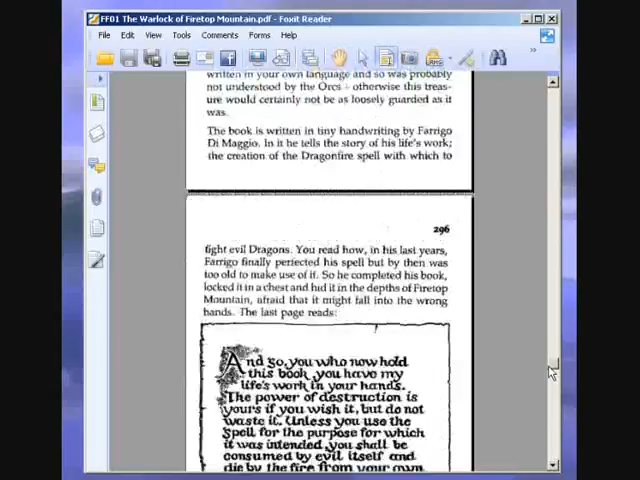 FF01 The Warlock of Firetop Mountain.pdf - Foxit Reader
File Edit View Tools Comments Forms Help
written in your own language and so was probably
not understood by the Orcs - otherwise this treas-
ure would certainly not be as loosely guarded as it
was.
The book is written in tiny handwriting by Farrigo
Di Maggio. In it he tells the story of his life's work;
the creation of the Dragonfire spell with which to
296
fight evil Dragons. You read how, in his last years,
Farrigo finally perfected his spell but by then was
too old to make use of it. So he completed his book,
locked it in a chest and hid it in the depths of Firetop
Mountain, afraid that it might fall into the wrong
hands. The last page reads:
And so, you who now hold
this book, you have my
life's work in your hands.
The power of destruction is
yours if you wish it, but do not
waste it. Unless you use the
Spell for the purpose for which
it was intended, you shall be
consumed by evil itself and
die by the fire from your own